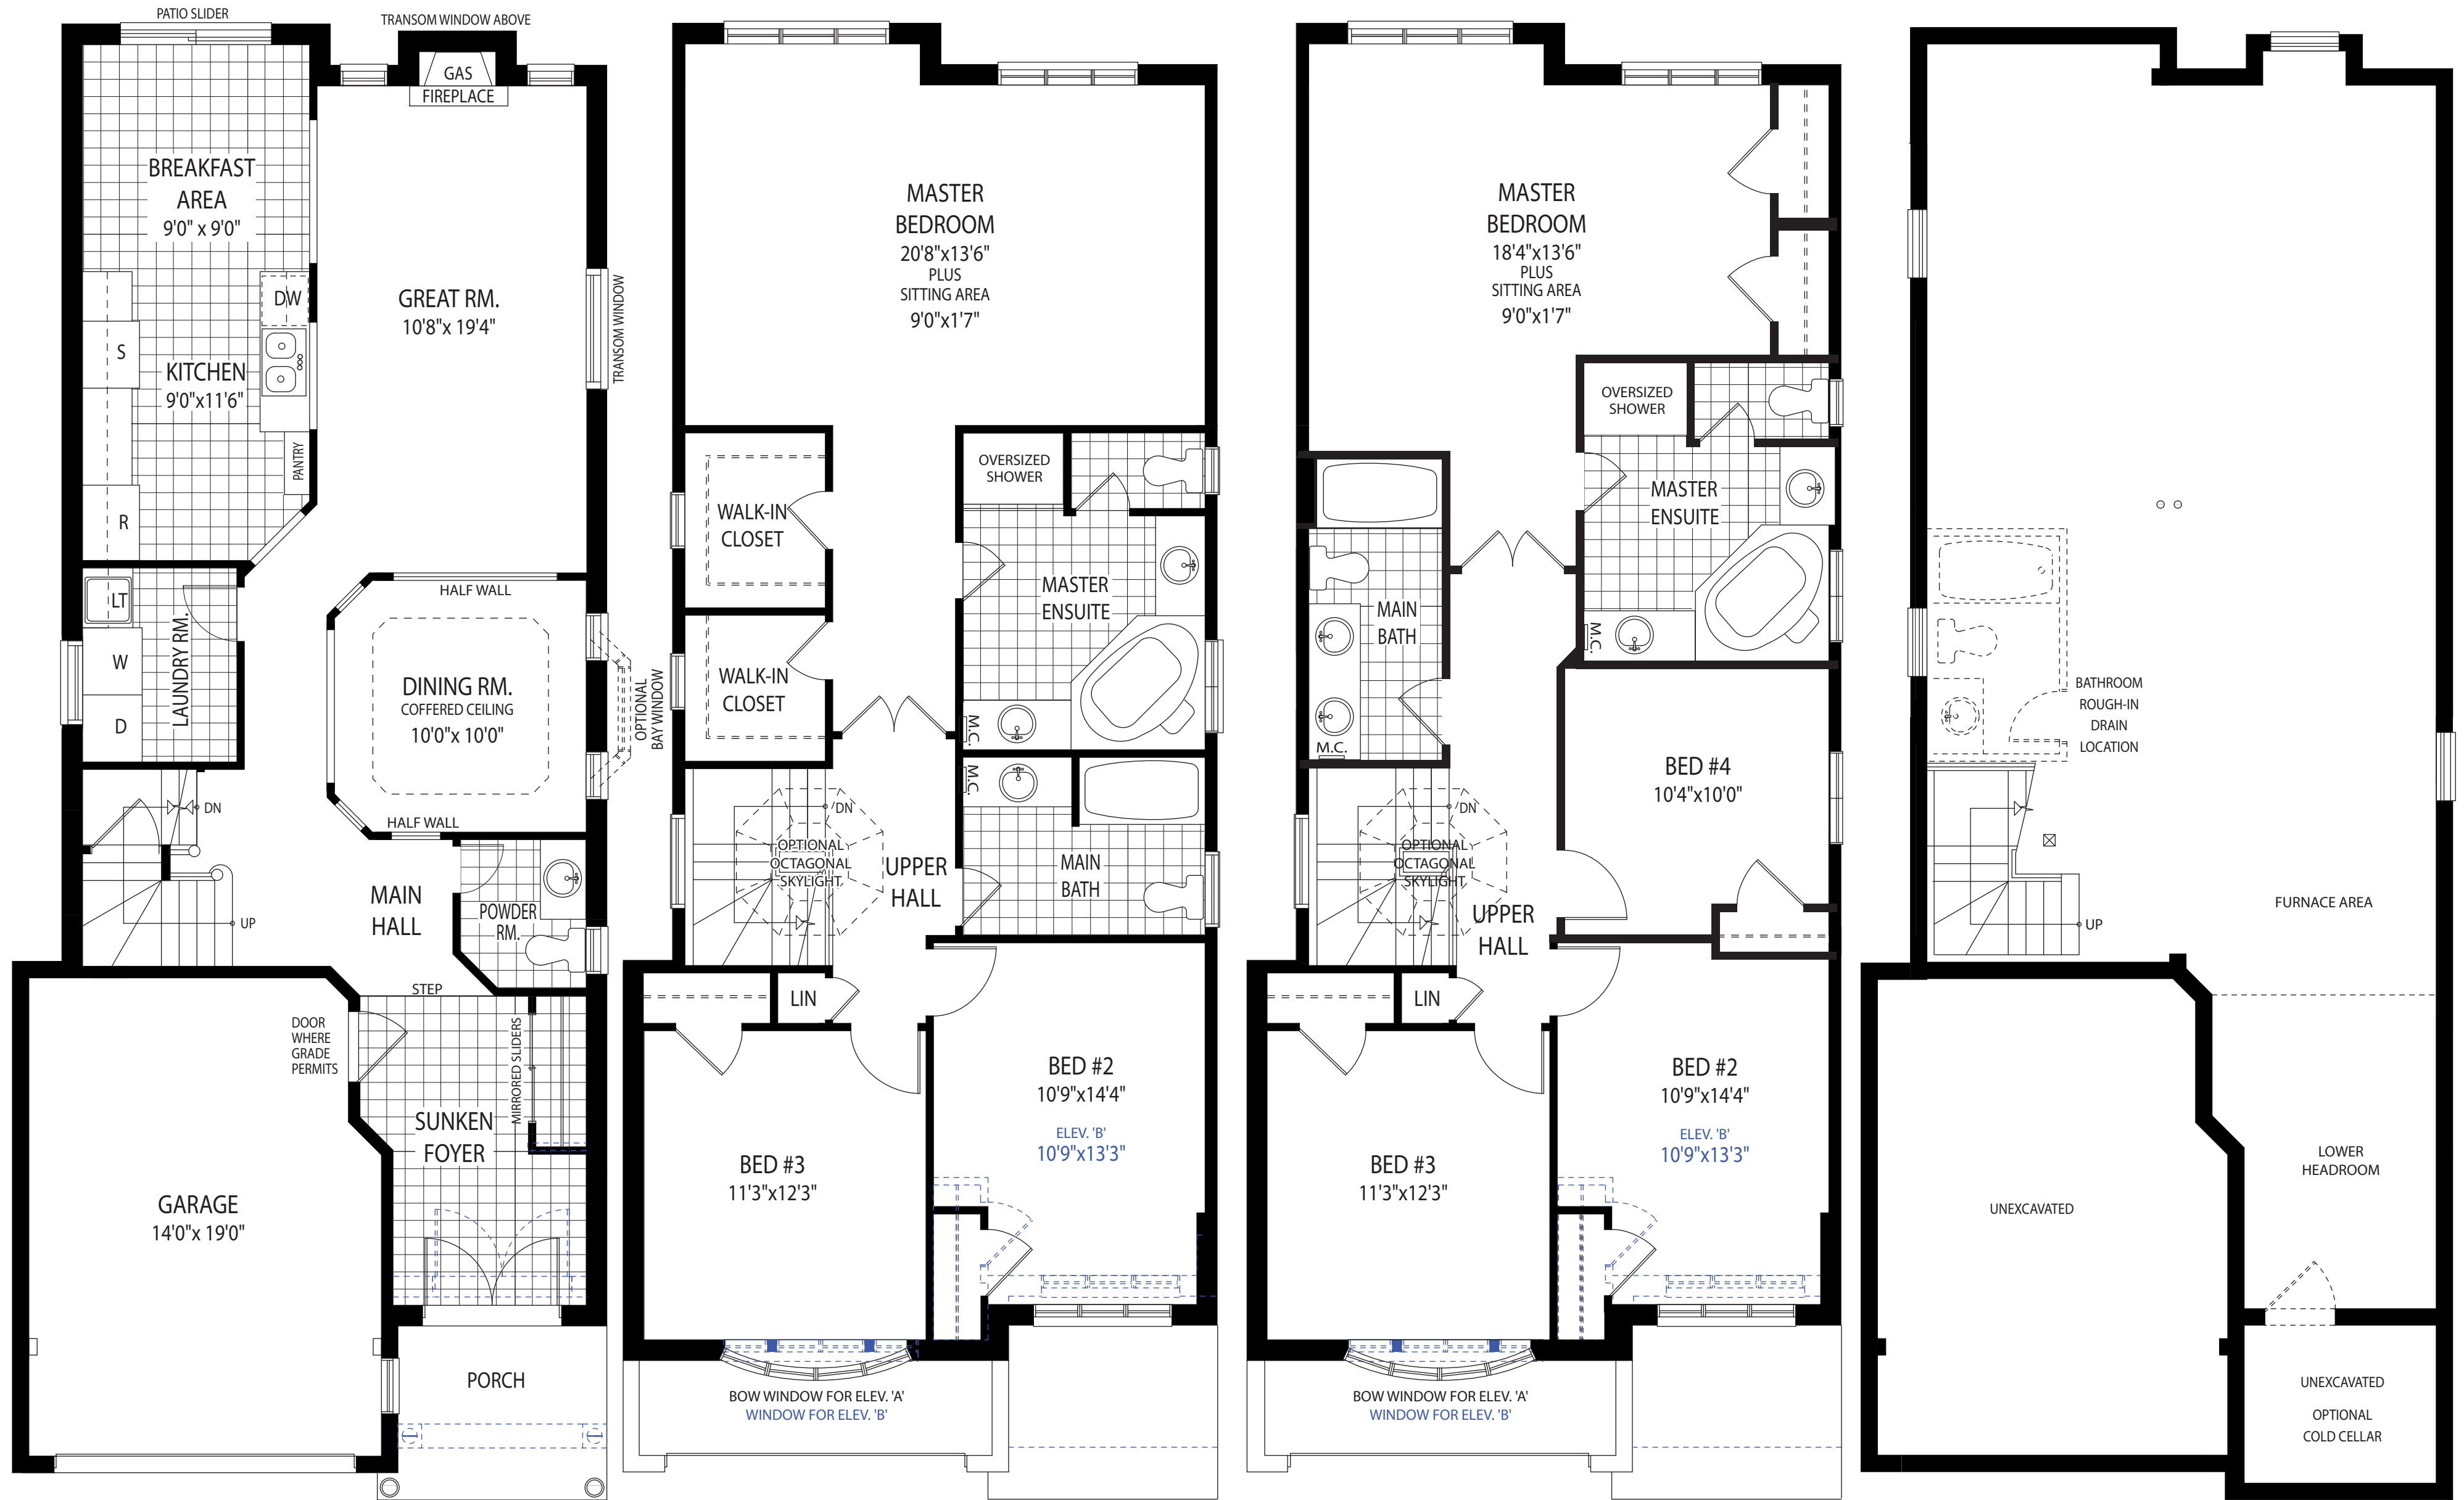 PATIO SLIDER
TRANSOM WINDOW ABOVE
GAS
FIREPLACE
BREAKFAST
AREA
9'0" x 9'0"
DW
GREAT RM.
10'8"x 19'4"
TRANSOM WINDOW
S
KITCHEN
9'0"x11'6"
PANTRY
R
LT
LAUNDRY RM.
W
D
HALF WALL
DINING RM.
COFFERED CEILING
10'0"x 10'0"
OPTIONAL
BAY WINDOW
HALF WALL
DN
MAIN
HALL
POWDER
RM.
UP
STEP
DOOR
WHERE
GRADE
PERMITS
MIRRORED SLIDERS
SUNKEN
FOYER
GARAGE
14'0"x 19'0"
PORCH
MASTER
BEDROOM
20'8"x13'6"
PLUS
SITTING AREA
9'0"x1'7"
WALK-IN
CLOSET
OVERSIZED
SHOWER
MASTER
ENSUITE
WALK-IN
CLOSET
M.C.
M.C.
DN
OPTIONAL
OCTAGONAL
SKYLIGHT
UPPER
HALL
MAIN
BATH
LIN
BED #2
10'9"x14'4"
ELEV. 'B'
10'9"x13'3"
BED #3
11'3"x12'3"
BOW WINDOW FOR ELEV. 'A'
WINDOW FOR ELEV. 'B'
MASTER
BEDROOM
18'4"x13'6"
PLUS
SITTING AREA
9'0"x1'7"
OVERSIZED
SHOWER
MASTER
ENSUITE
MAIN
BATH
M.C.
M.C.
BED #4
10'4"x10'0"
DN
OPTIONAL
OCTAGONAL
SKYLIGHT
UPPER
HALL
LIN
BED #2
10'9"x14'4"
ELEV. 'B'
10'9"x13'3"
BED #3
11'3"x12'3"
BOW WINDOW FOR ELEV. 'A'
WINDOW FOR ELEV. 'B'
BATHROOM
ROUGH-IN
DRAIN
LOCATION
FURNACE AREA
UP
LOWER
HEADROOM
UNEXCAVATED
UNEXCAVATED
OPTIONAL
COLD CELLAR